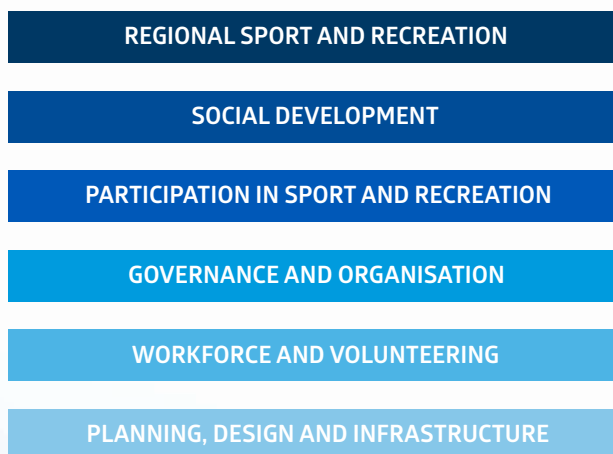 REGIONAL SPORT AND RECREATION
SOCIAL DEVELOPMENT
PARTICIPATION IN SPORT AND RECREATION
GOVERNANCE AND ORGANISATION
WORKFORCE AND VOLUNTEERING
PLANNING, DESIGN AND INFRASTRUCTURE